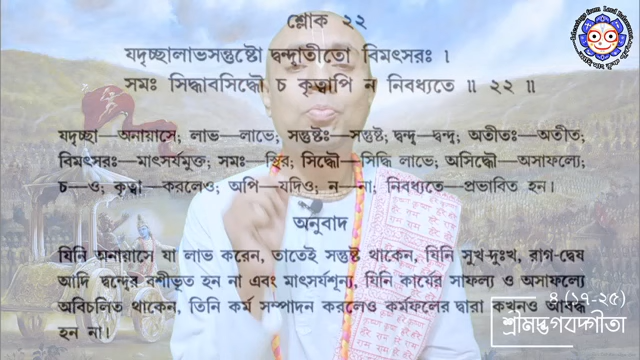 শ্লোক ২২
যদৃচ্ছালাভসন্তুষ্টো দ্বন্দ্বাতীতো বিমৎসরঃ ।
সমঃ সিদ্ধাবসিদ্ধৌ চ কৃত্বাপি ন নিবধ্যতে ॥ ২২ ॥
যদৃচ্ছা—অনায়াসে; লাভ—লাভে; সন্তুষ্টঃ—সন্তুষ্ট; দ্বন্দ্ব—দ্বন্দ্ব; অতীতঃ—অতীত;
বিমৎসরঃ—মাৎসর্যমুক্ত; সমঃ—স্থির; সিদ্ধৌ—সিদ্ধি লাভে; অসিদ্ধৌ—অসাফল্যে;
চ—ও; কৃত্বা—করলেও; অপি—যদিও; ন—না; নিবধ্যতে—প্রভাবিত হন।
অনুবাদ
যিনি অনায়াসে যা লাভ করেন, তাতেই সন্তুষ্ট থাকেন, যিনি সুখ-দুঃখ, রাগ-দ্বেষ
আদি দ্বন্দ্বের বশীভূত হন না এবং মাৎসর্যশূন্য, যিনি কার্যের সাফল্য ও অসাফল্যে
অবিচলিত থাকেন, তিনি কর্ম সম্পাদন করলেও কর্মফলের দ্বারা কখনও আবদ্ধ
হন না।
৪ (১৭-২৫)
শ্রীমদ্ভগবদ্গীতা